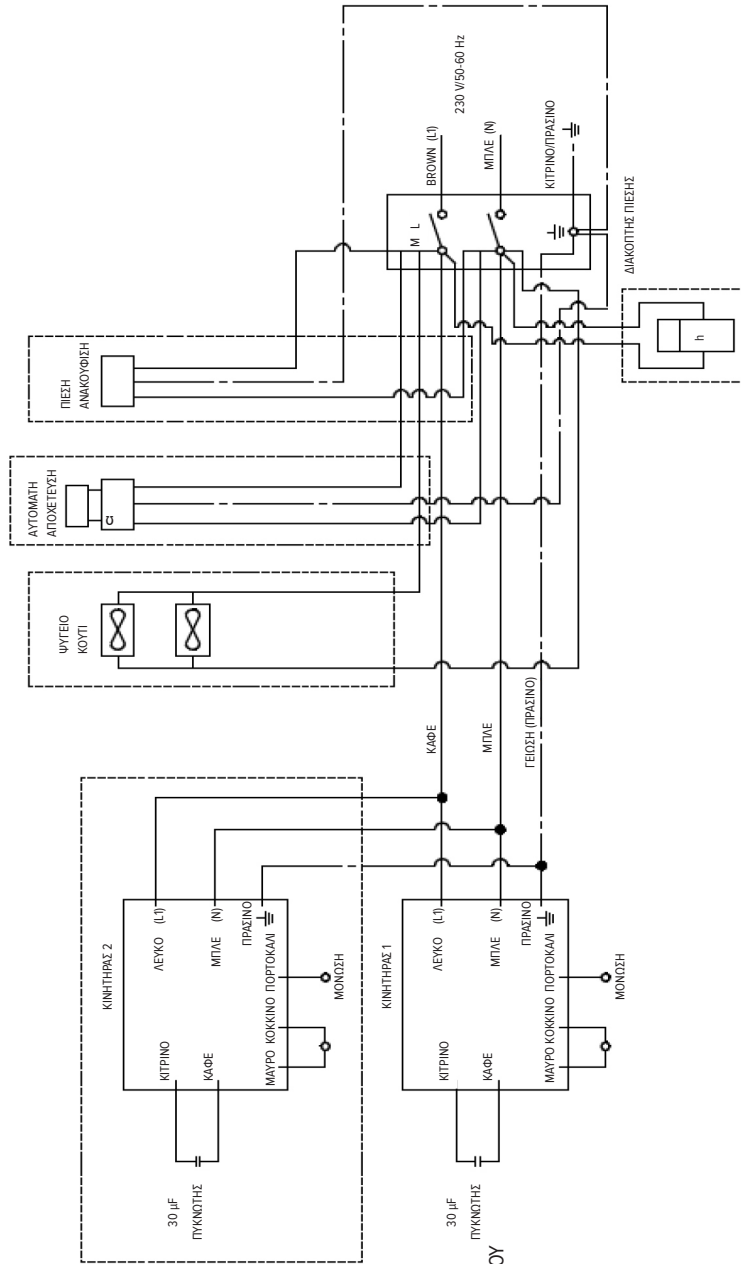 ΚΙΝΗΤΗΡΑΣ 2
ΛΕΥΚΟ (L1)
ΜΠΛΕ (N)
ΠΡΑΣΙΝΟ
ΚΙΤΡΙΝΟ
ΚΑΦΕ
ΜΑΥΡΟ ΚΟΚΚΙΝΟ ΠΟΡΤΟΚΑΛΙ
ΜΟΝΩΣΗ
30 µF
ΠΥΚΝΩΤΗΣ
ΚΙΝΗΤΗΡΑΣ 1
ΛΕΥΚΟ (L1)
ΜΠΛΕ (N)
ΠΡΑΣΙΝΟ
ΚΙΤΡΙΝΟ
ΚΑΦΕ
ΜΑΥΡΟ ΚΟΚΚΙΝΟ ΠΟΡΤΟΚΑΛΙ
ΜΟΝΩΣΗ
30 µF
ΠΥΚΝΩΤΗΣ
ΟΥ
ΚΑΦΕ
ΜΠΛΕ
ΓΕΙΩΣΗ (ΠΡΑΣΙΝΟ)
ΨΥΓΕΙΟ
ΚΟΥΤΙ
ΑΥΤΟΜΑΤΗ
ΑΠΟΧΕΤΕΥΣΗ
ΠΙΕΣΗ
ΑΝΑΚΟΥΦΙΣΗ
M L
BROWN (L1)
ΜΠΛΕ (N)
ΚΙΤΡΙΝΟ/ΠΡΑΣΙΝΟ
230 V/50-60 Hz
ΔΙΑΚΟΠΤΗΣ ΠΙΕΣΗΣ
h